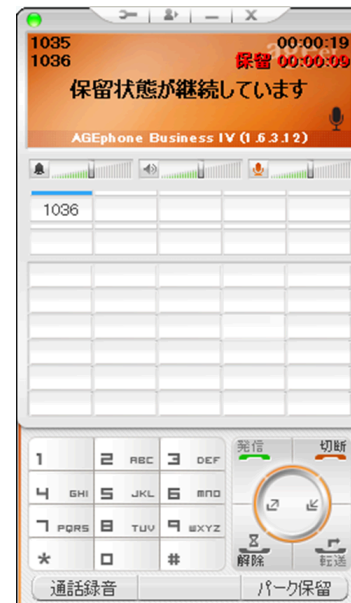 X
1035 00:00:19
1036 保留 00:00:09
保留状態が継続しています
AGEphone Business IV (1.6.3.12)
1036
発信 切断
1 2 ABC 3 DEF
4 GHI 5 JKL 6 MNO
7 PQRS 8 TUV 9 WXYZ
解除 転送
* 0 #
通話録音 パーク保留